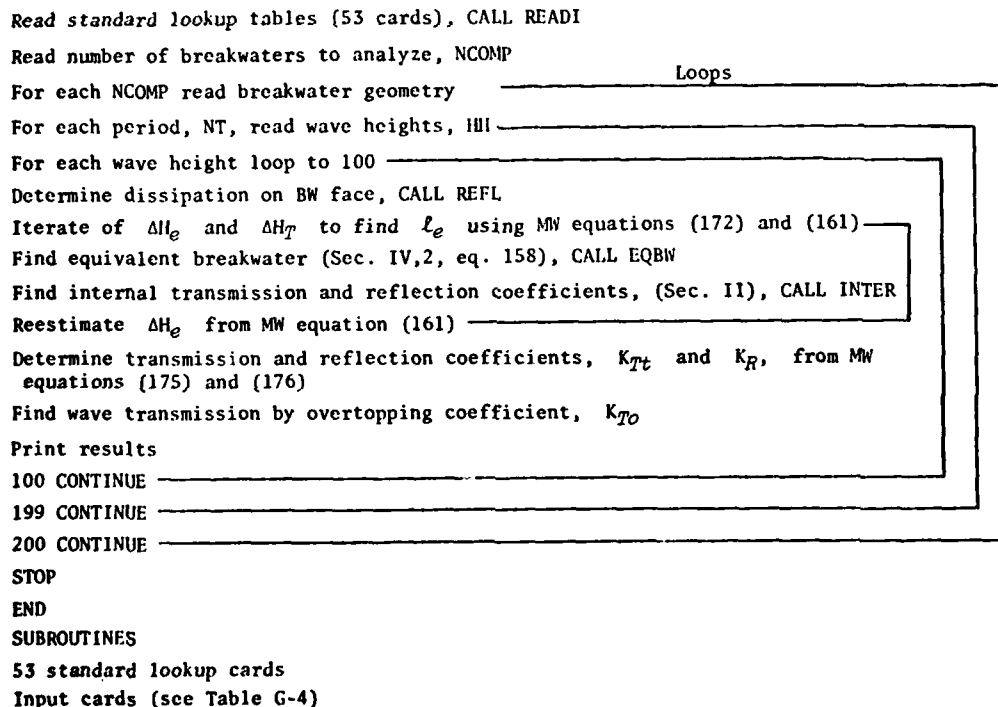 Read standard lookup tables (53 cards), CALL READI
Read number of breakwaters to analyze, NCOMP
Loops
For each NCOMP read breakwater geometry
For each period, NT, read wave heights, HHI
For each wave height loop to 100
Determine dissipation on BW face, CALL REFL
Iterate of ΔHe and ΔHT to find ℓe using MW equations (172) and (161)
Find equivalent breakwater (Sec. IV,2, eq. 158), CALL EQBW
Find internal transmission and reflection coefficients, (Sec. II), CALL INTER
Reestimate ΔHe from MW equation (161)
Determine transmission and reflection coefficients, KTt and KR, from MW
equations (175) and (176)
Find wave transmission by overtopping coefficient, KTo
Print results
100 CONTINUE
199 CONTINUE
200 CONTINUE
STOP
END
SUBROUTINES
53 standard lookup cards
Input cards (see Table G-4)